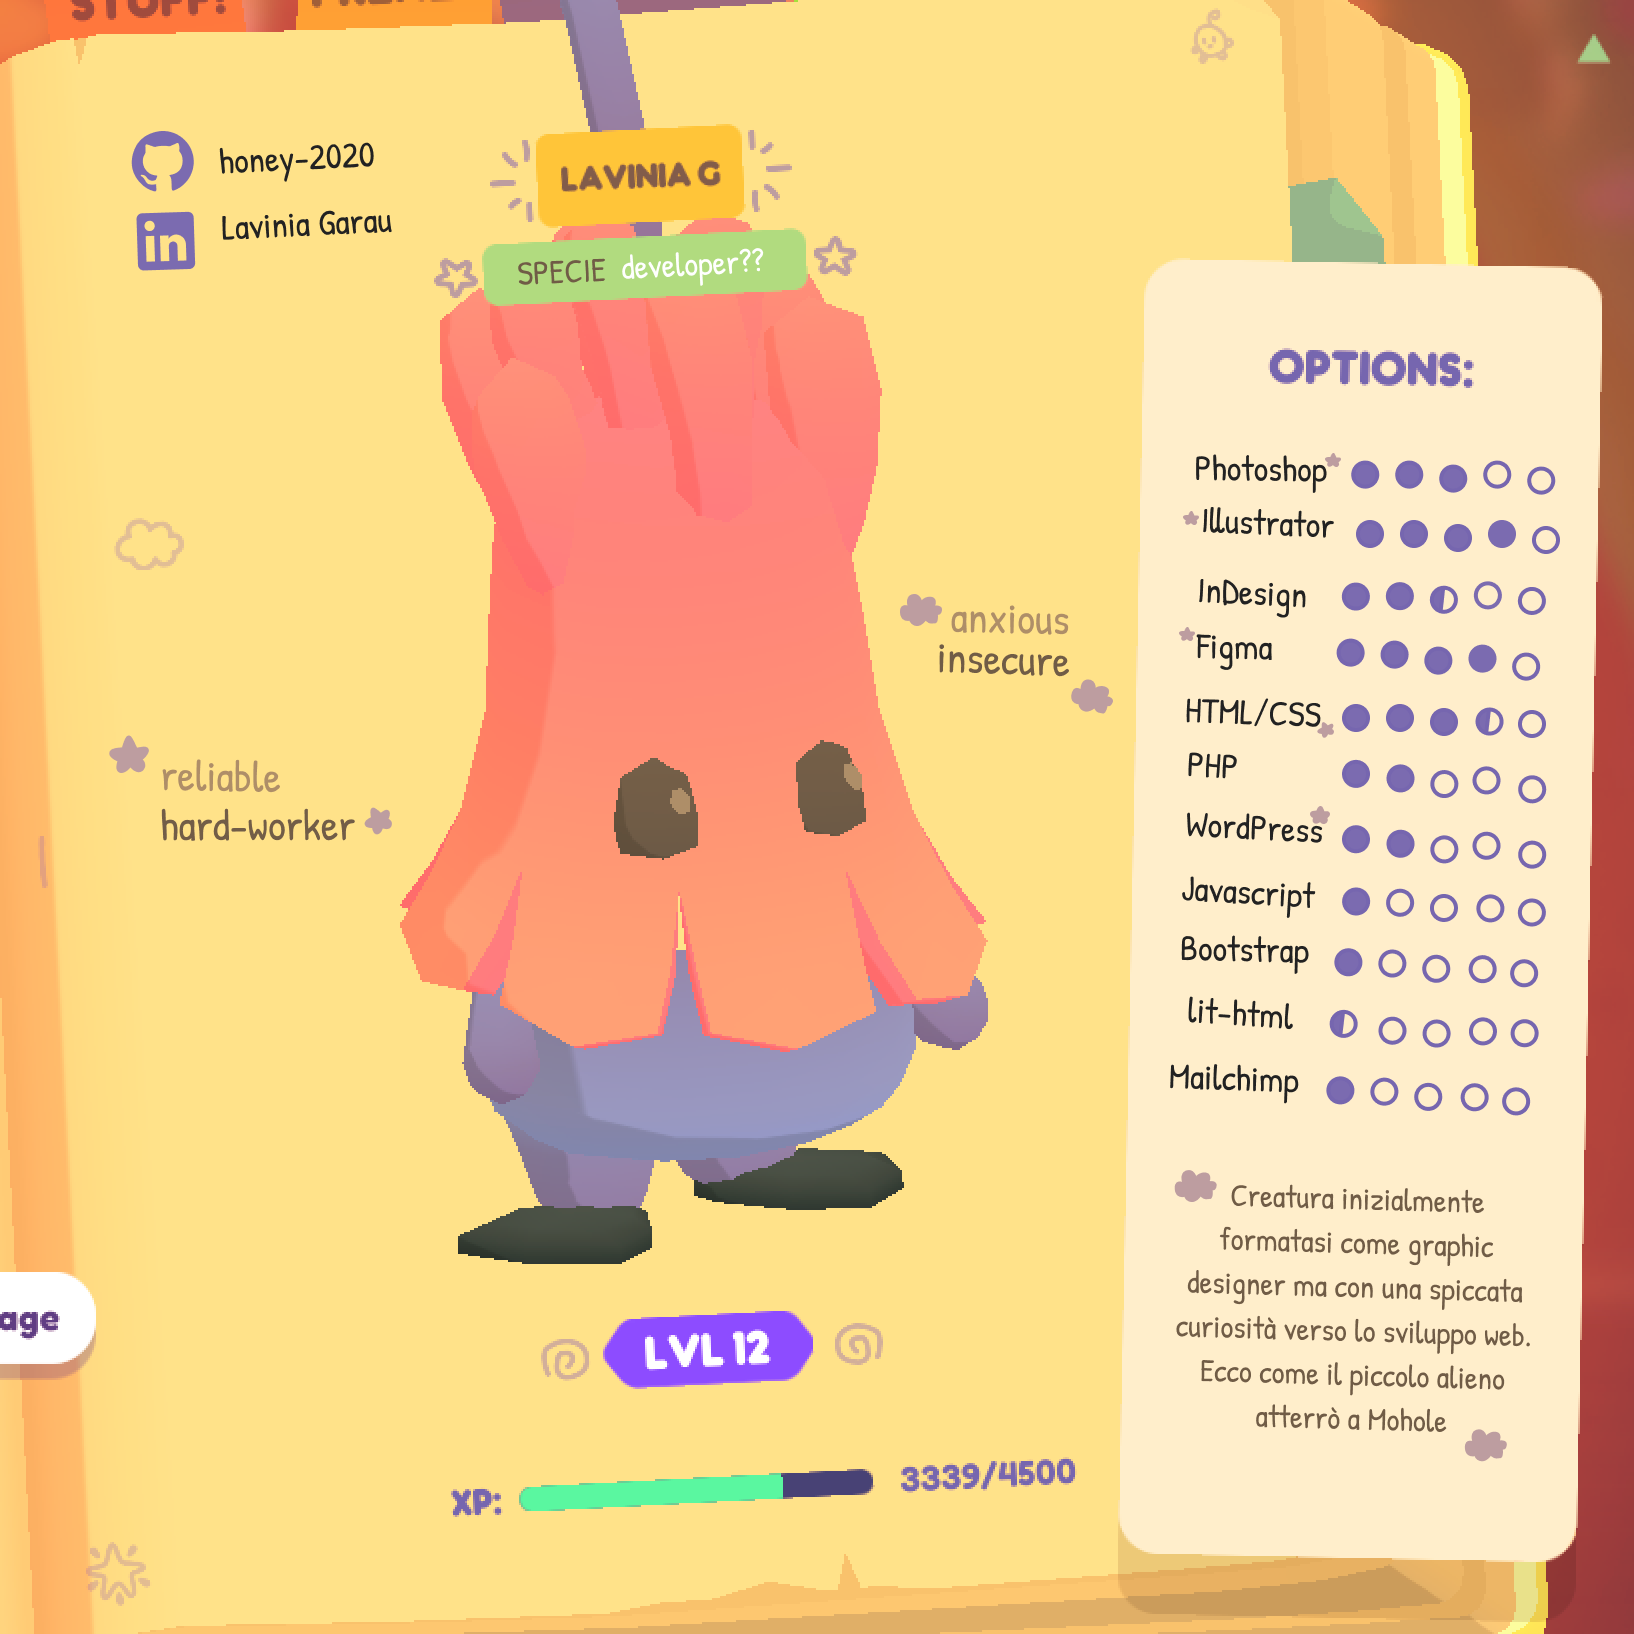 STUFF!
honey-2020
Lavinia Garau
LAVINIA G
SPECIE developer??
anxious
insecure
reliable
hard-worker
age
LVL 12
XP: 3339/4500
OPTIONS:
Photoshop
Illustrator
InDesign
Figma
HTML/CSS
PHP
WordPress
Javascript
Bootstrap
lit-html
Mailchimp
Creatura inizialmente
formatasi come graphic
designer ma con una spiccata
curiosità verso lo sviluppo web.
Ecco come il piccolo alieno
atterrò a Mohole